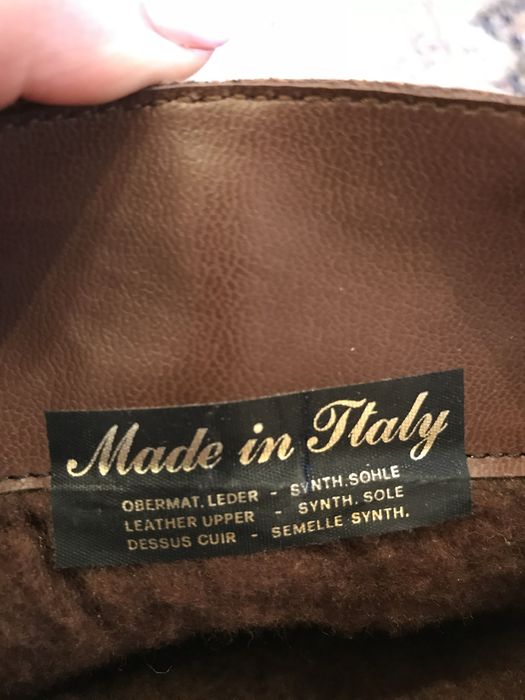 Made in Italy
OBERMAT. LEDER - SYNTH. SOHLE
LEATHER UPPER - SYNTH. SOLE
DESSUS CUIR - SEMELLE SYNTH.